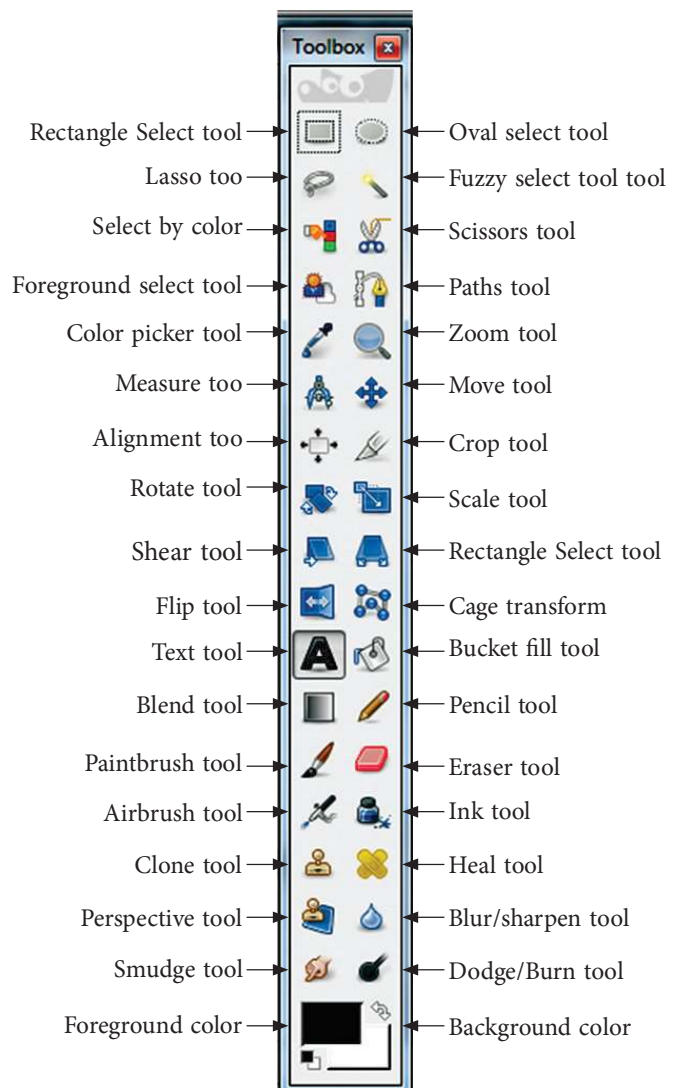 Toolbox
Rectangle Select tool
Oval select tool
Lasso too
Fuzzy select tool tool
Select by color
Scissors tool
Foreground select tool
Paths tool
Color picker tool
Zoom tool
Measure too
Move tool
Alignment too
Crop tool
Rotate tool
Scale tool
Shear tool
Rectangle Select tool
Flip tool
Cage transform
Text tool
Bucket fill tool
Blend tool
Pencil tool
Paintbrush tool
Eraser tool
Airbrush tool
Ink tool
Clone tool
Heal tool
Perspective tool
Blur/sharpen tool
Smudge tool
Dodge/Burn tool
Foreground color
Background color